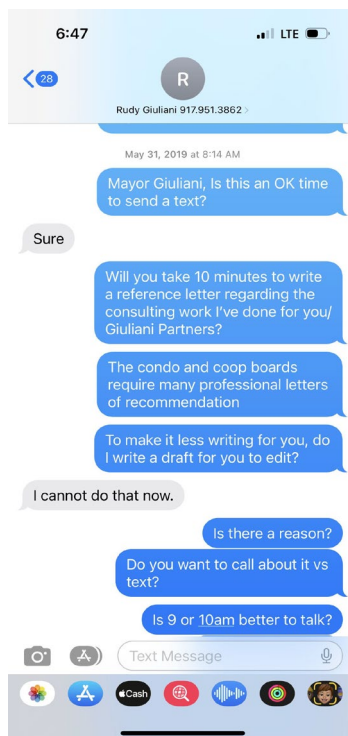 6:47
LTE
28
R
Rudy Giuliani 917.951.3862 >
May 31, 2019 at 8:14 AM
Mayor Giuliani, Is this an OK time
to send a text?
Sure
Will you take 10 minutes to write
a reference letter regarding the
consulting work I've done for you/
Giuliani Partners?
The condo and coop boards
require many professional letters
of recommendation
To make it less writing for you, do
I write a draft for you to edit?
I cannot do that now.
Is there a reason?
Do you want to call about it vs
text?
Is 9 or 10am better to talk?
Text Message
Cash